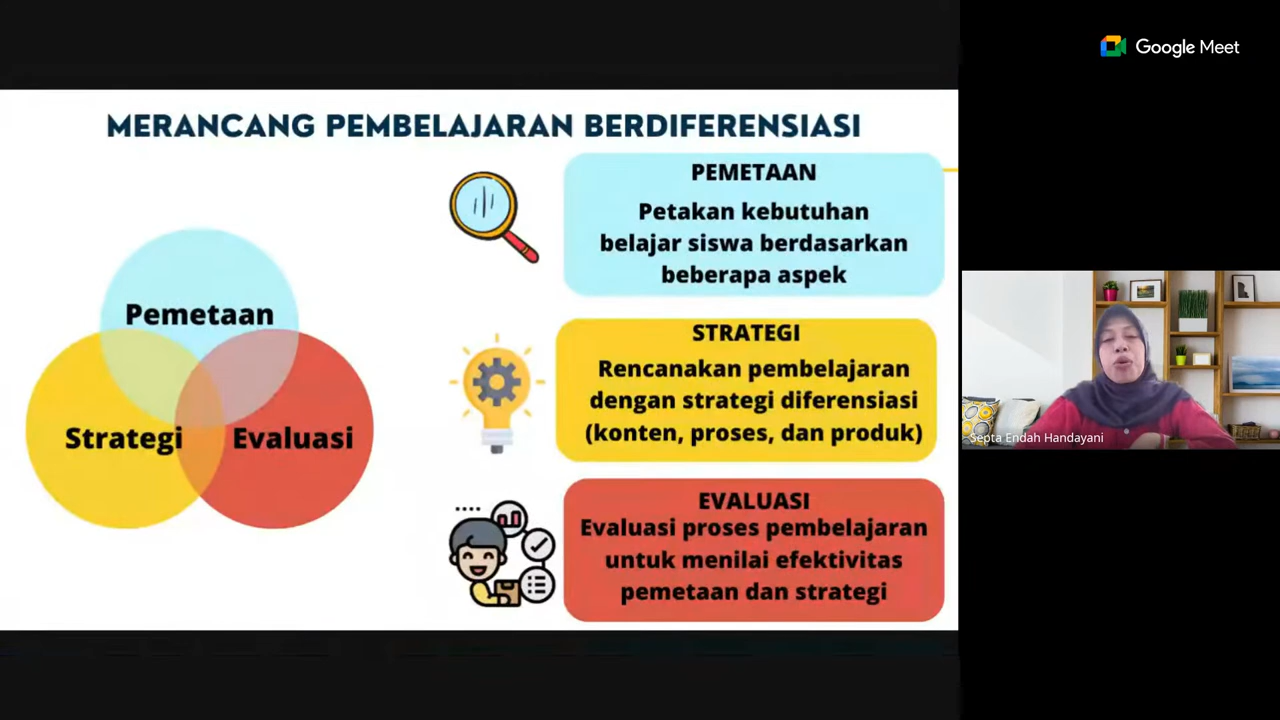 Google Meet
MERANCANG PEMBELAJARAN BERDIFERENSIASI
Pemetaan
Strategi
Evaluasi
PEMETAAN
Petakan kebutuhan
belajar siswa berdasarkan
beberapa aspek
STRATEGI
Rencanakan pembelajaran
dengan strategi diferensiasi
(konten, proses, dan produk)
EVALUASI
Evaluasi proses pembelajaran
untuk menilai efektivitas
pemetaan dan strategi
Septa Endah Handayani